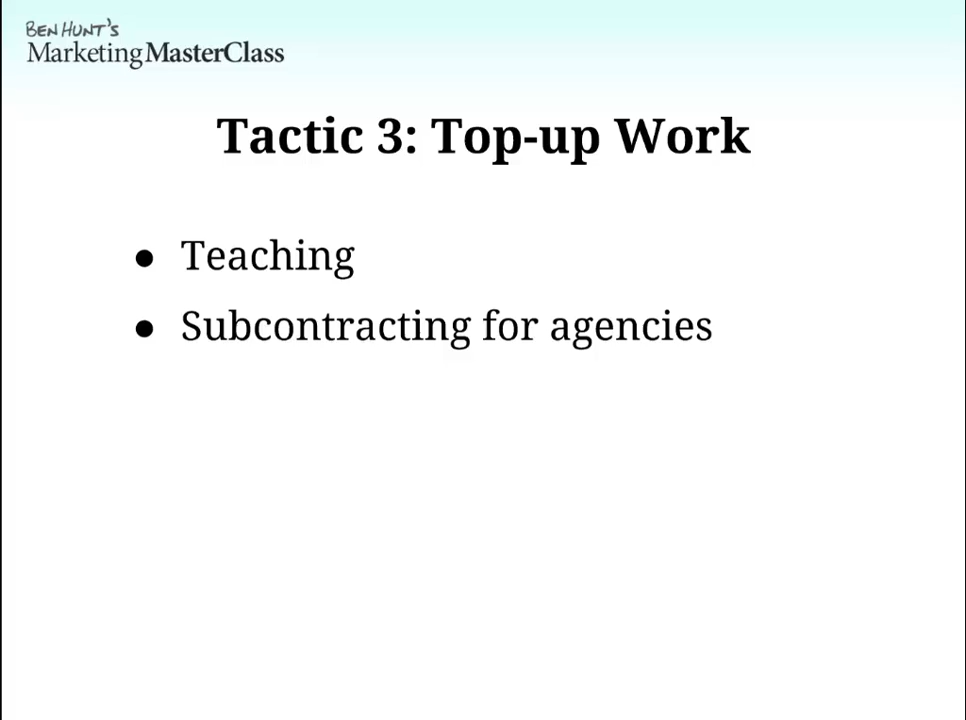 BEN HUNT'S
Marketing MasterClass
Tactic 3: Top-up Work
● Teaching
● Subcontracting for agencies